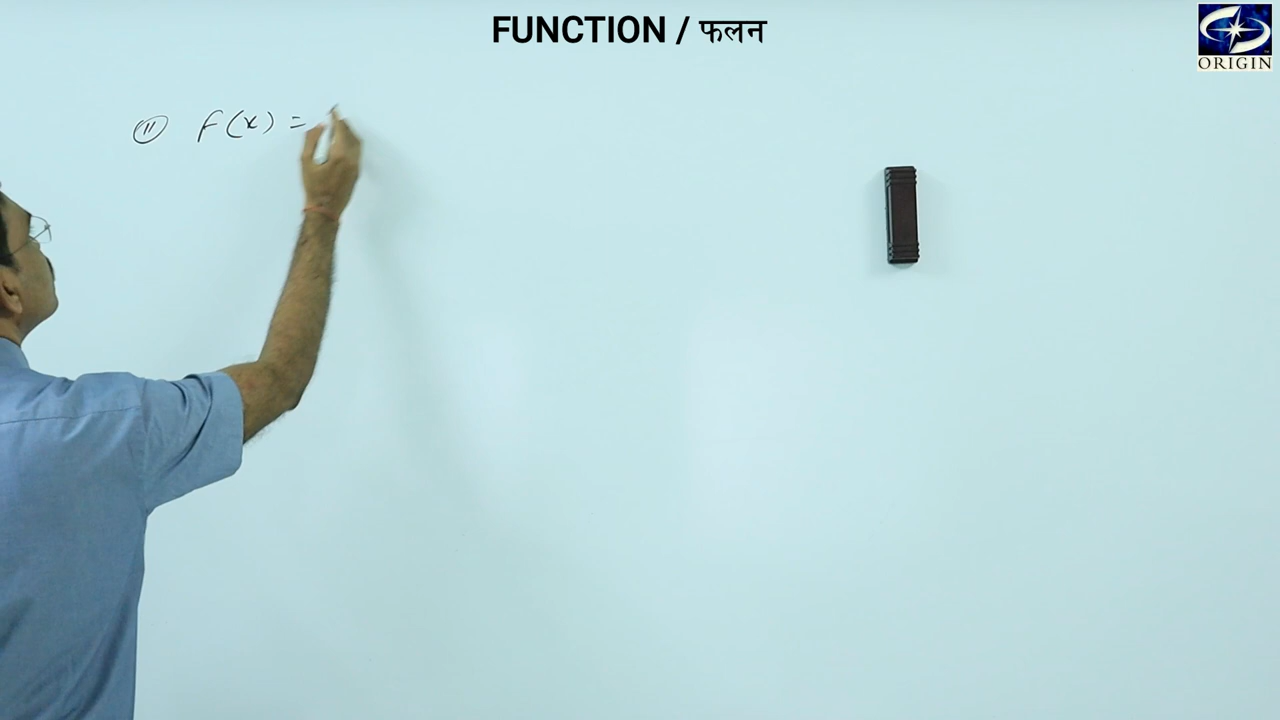 FUNCTION / फलन
ORIGIN
(11) f(x) =